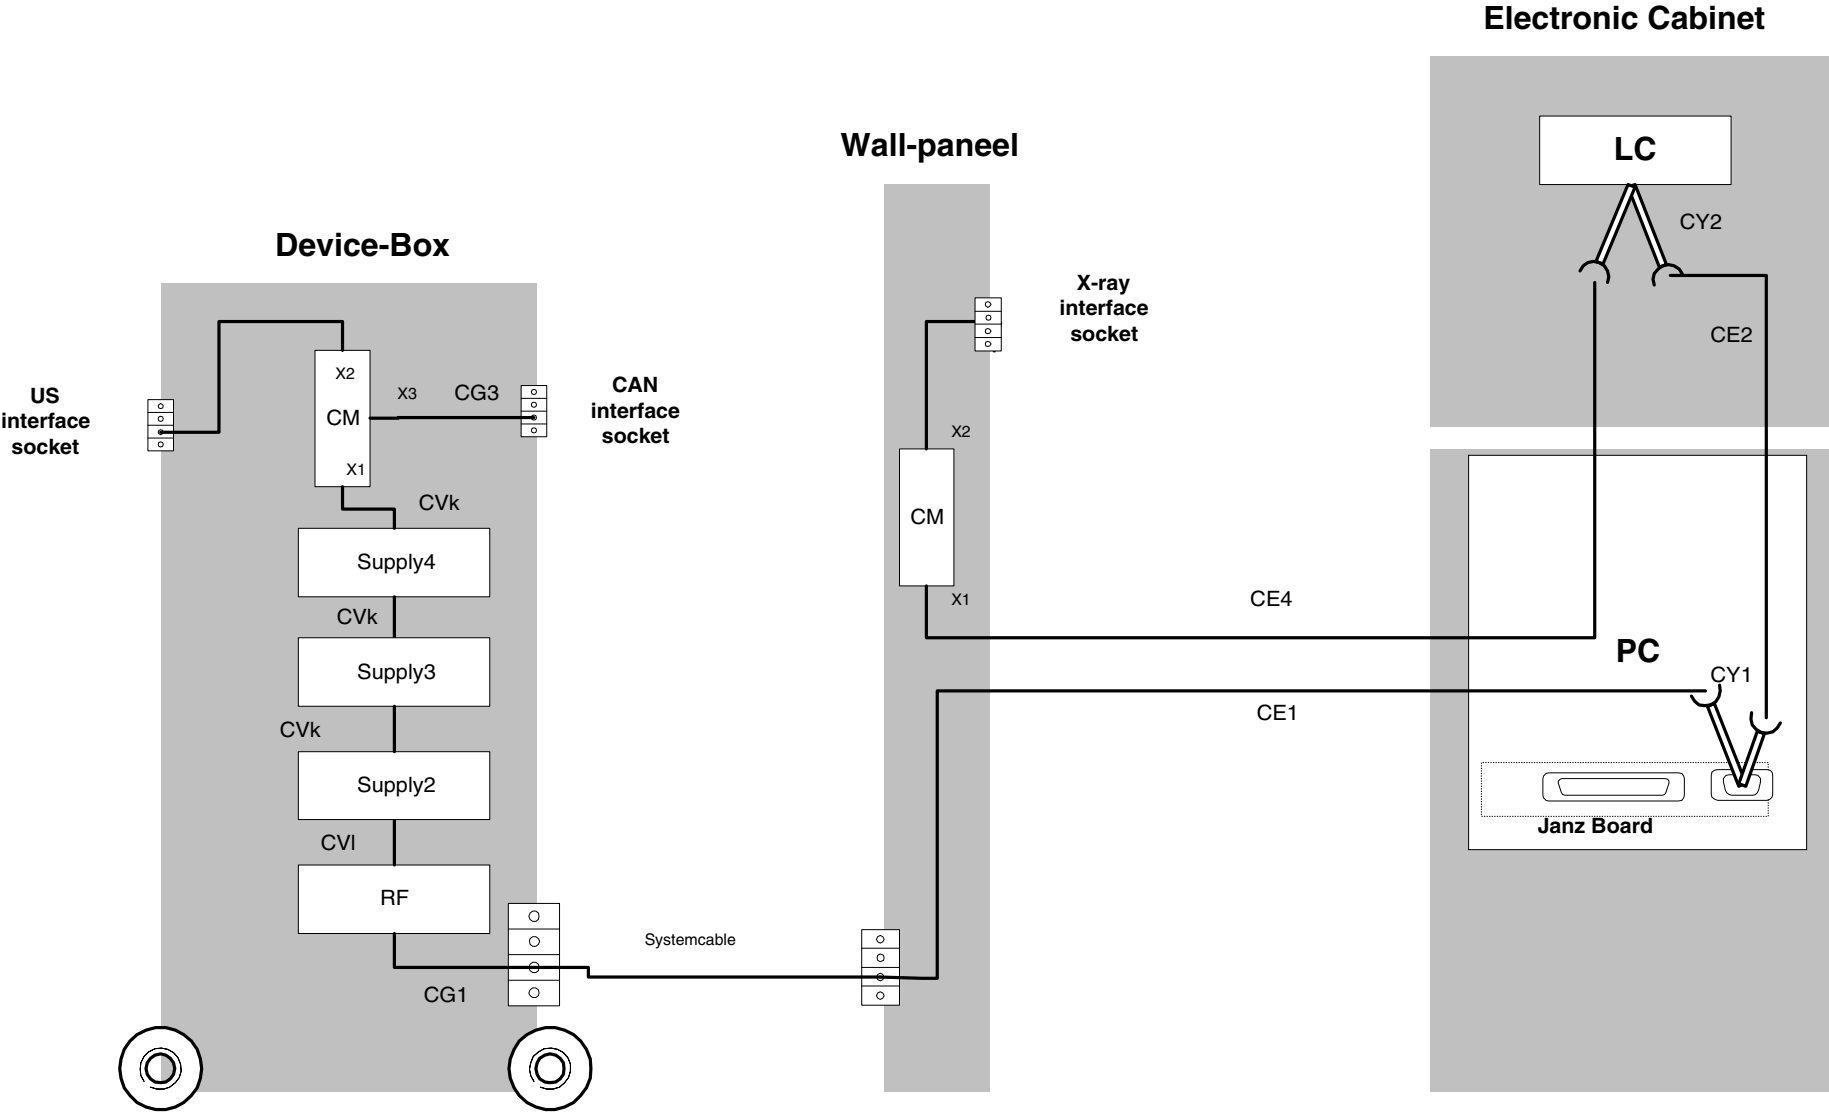 Electronic Cabinet
LC
CY2
CE2
Wall-paneel
X-ray
interface
socket
X2
CM
X1
CE4
Device-Box
US
interface
socket
X2
CM
X1
X3
CG3
CAN
interface
socket
CVk
Supply4
CVk
Supply3
CVk
Supply2
CVl
RF
CG1
Systemcable
CE1
PC
CY1
Janz Board